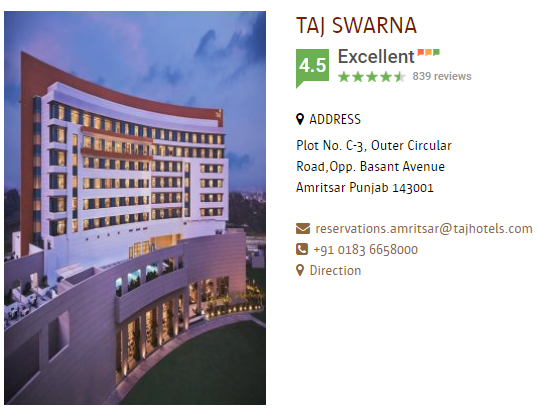 TAJ SWARNA
4.5
Excellent
839 reviews
ADDRESS
Plot No. C-3, Outer Circular
Road,Opp. Basant Avenue
Amritsar Punjab 143001
reservations.amritsar@tajhotels.com
+91 0183 6658000
Direction